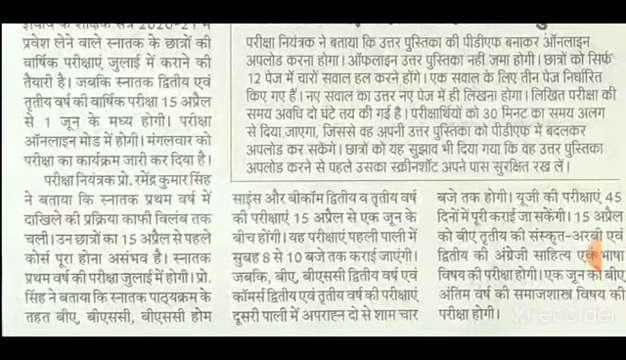 प्रवेश लेने वाले स्नातक के छात्रों की
वार्षिक परीक्षाएं जुलाई में कराने की
तैयारी है। जबकि स्नातक द्वितीय एवं
तृतीय वर्ष की वार्षिक परीक्षा 15 अप्रैल
से 1 जून के मध्य होगी। परीक्षा
ऑनलाइन मोड में होगी। मंगलवार को
परीक्षा का कार्यक्रम जारी कर दिया है।
परीक्षा नियंत्रक प्रो. रमेंद्र कुमार सिंह
ने बताया कि स्नातक प्रथम वर्ष में
दाखिले की प्रक्रिया काफी विलंब तक
चली। उन छात्रों का 15 अप्रैल से पहले
कोर्स पूरा होना असंभव है। स्नातक
प्रथम वर्ष की परीक्षा जुलाई में होगी। प्रो.
सिंह ने बताया कि स्नातक पाठ्यक्रम के
तहत बीए, बीएससी, बीएससी होम
परीक्षा नियंत्रक ने बताया कि उत्तर पुस्तिका की पीडीएफ बनाकर ऑनलाइन
अपलोड करना होगा। ऑफलाइन उत्तर पुस्तिका नहीं जमा होगी। छात्रों को सिर्फ
12 पेज में चारों सवाल हल करने होंगे। एक सवाल के लिए तीन पेज निर्धारित
किए गए हैं। नए सवाल का उत्तर नए पेज में ही लिखना होगा। लिखित परीक्षा की
समय अवधि दो घंटे तय की गई है। परीक्षार्थियों को 30 मिनट का समय अलग
से दिया जाएगा, जिससे वह अपनी उत्तर पुस्तिका को पीडीएफ में बदलकर
अपलोड कर सकेंगे। छात्रों को यह सुझाव भी दिया गया कि वह उत्तर पुस्तिका
अपलोड करने से पहले उसका स्क्रीनशॉट अपने पास सुरक्षित रख लें।
साइंस और बीकॉम द्वितीय व तृतीय वर्ष
की परीक्षाएं 15 अप्रैल से एक जून के
बीच होंगी। यह परीक्षाएं पहली पाली में
सुबह 8 से 10 बजे तक कराई जाएंगी।
जबकि, बीए, बीएससी द्वितीय वर्ष एवं
कॉमर्स द्वितीय एवं तृतीय वर्ष की परीक्षाएं
दूसरी पाली में अपराह्न दो से शाम चार
बजे तक होगी। यूजी की परीक्षाएं 45
दिनों में पूरी कराई जा सकेंगी। 15 अप्रैल
को बीए तृतीय की संस्कृत-अरबी एवं
द्वितीय की अंग्रेजी साहित्य एक भाषा
विषय की परीक्षा होगी। एक जून को बीए
अंतिम वर्ष की समाजशास्त्र विषय की
परीक्षा होगी।